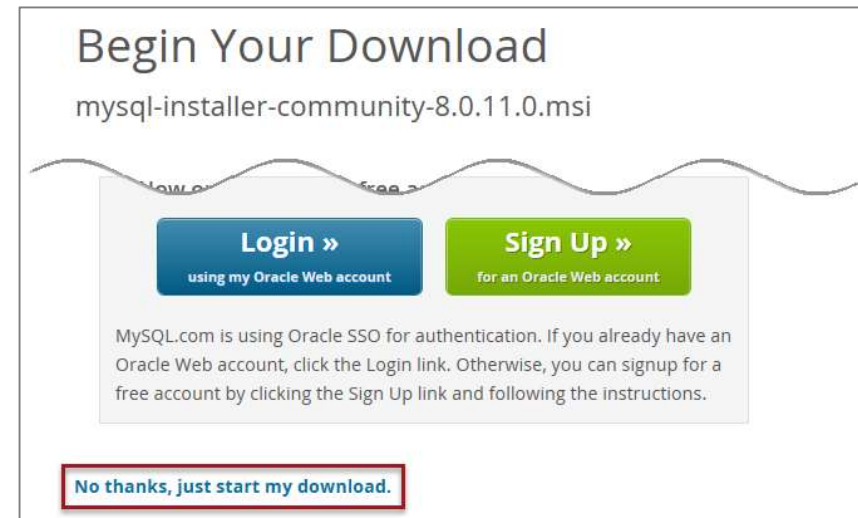 Begin Your Download
mysql-installer-community-8.0.11.0.msi
Login »
using my Oracle Web account
Sign Up »
for an Oracle Web account
MySQL.com is using Oracle SSO for authentication. If you already have an
Oracle Web account, click the Login link. Otherwise, you can signup for a
free account by clicking the Sign Up link and following the instructions.
No thanks, just start my download.